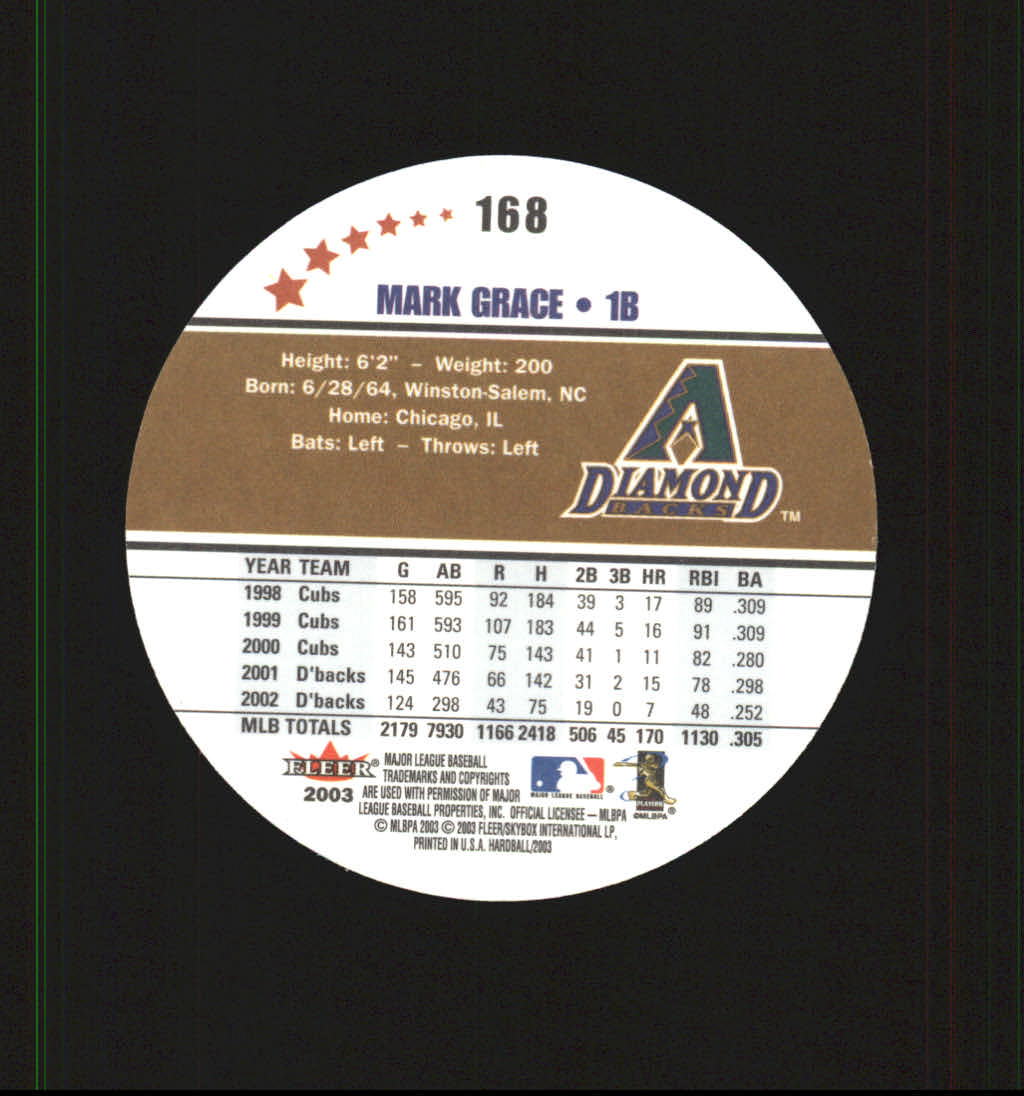 168
MARK GRACE • 1B
Height: 6'2" – Weight: 200
Born: 6/28/64, Winston-Salem, NC
Home: Chicago, IL
Bats: Left – Throws: Left
A
DIAMOND
BACKS
TM
YEAR TEAM G AB R H 2B 3B HR RBI BA
1998 Cubs 158 595 92 184 39 3 17 89 .309
1999 Cubs 161 593 107 183 44 5 16 91 .309
2000 Cubs 143 510 75 143 41 1 11 82 .280
2001 D'backs 145 476 66 142 31 2 15 78 .298
2002 D'backs 124 298 43 75 19 0 7 48 .252
MLB TOTALS 2179 7930 1166 2418 506 45 170 1130 .305
FLEER®
2003
MAJOR LEAGUE BASEBALL
TRADEMARKS AND COPYRIGHTS
ARE USED WITH PERMISSION OF MAJOR
LEAGUE BASEBALL PROPERTIES, INC. OFFICIAL LICENSEE — MLBPA
© MLBPA 2003 © 2003 FLEER/SKYBOX INTERNATIONAL LP,
PRINTED IN U.S.A. HARDBALL/2003
MAJOR LEAGUE BASEBALL®
PLAYERS
©MLBPA®